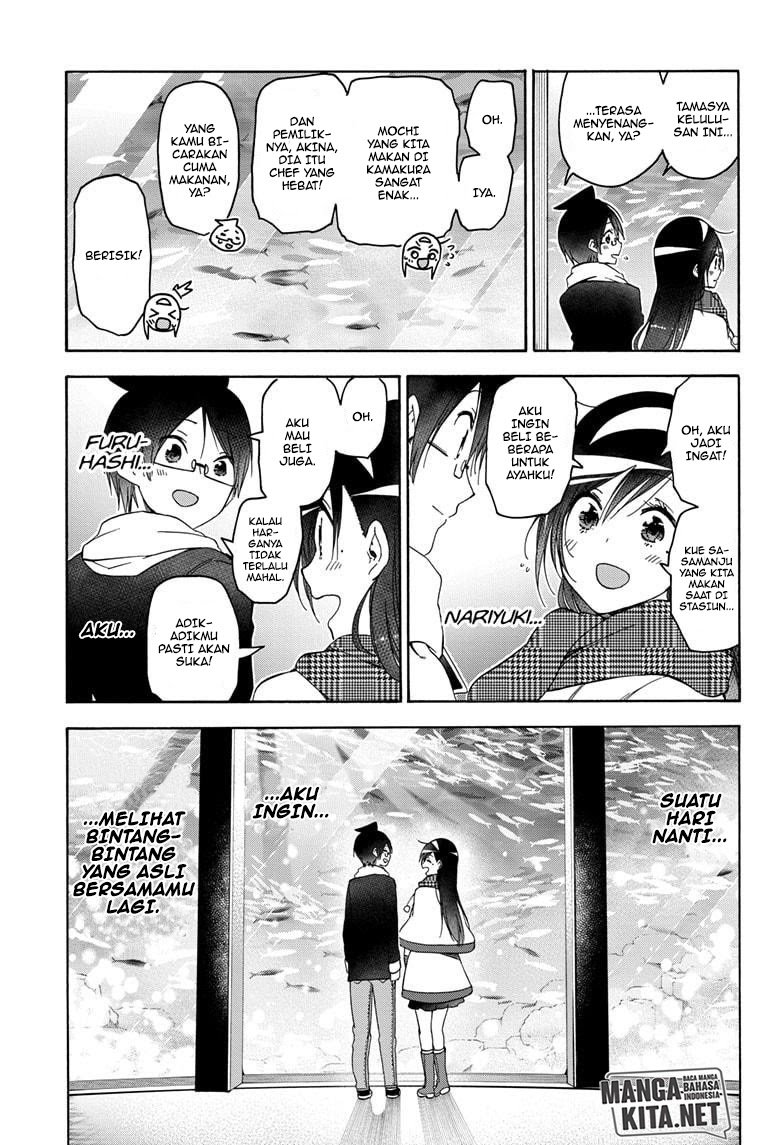 TAMASYA
KELULU-
SAN INI...
...TERASA
MENYENANG-
KAN, YA?
OH.
IYA.
MOCHI
YANG KITA
MAKAN DI
KAMAKURA
SANGAT
ENAK...
DAN
PEMILIK-
NYA, AKINA,
DIA ITU
CHEF YANG
HEBAT!
YANG
KAMU BI-
CARAKAN
CUMA
MAKANAN,
YA?
BERISIK!
OH, AKU
JADI
INGAT!
KUE SA-
SAMANJU
YANG KITA
MAKAN
SAAT DI
STASIUN...
AKU
INGIN
BELI BE-
BERAPA
UNTUK
AYAHKU!
NARIYUKI...
OH.
AKU
MAU
BELI
JUGA.
KALAU
HAR-
GANYA
TIDAK
TERLALU
MAHAL.
FURU-
HASHI...
ADIK-
ADIKMU
PASTI AKAN
SUKA!
AKU...
SUATU
HARI
NANTI...
...AKU
INGIN...
...MELIHAT
BINTANG-
BINTANG
YANG ASLI
BERSAMAMU
LAGI.
MANGA
BACA MANGA
BAHASA
INDONESIA
KITA.NET